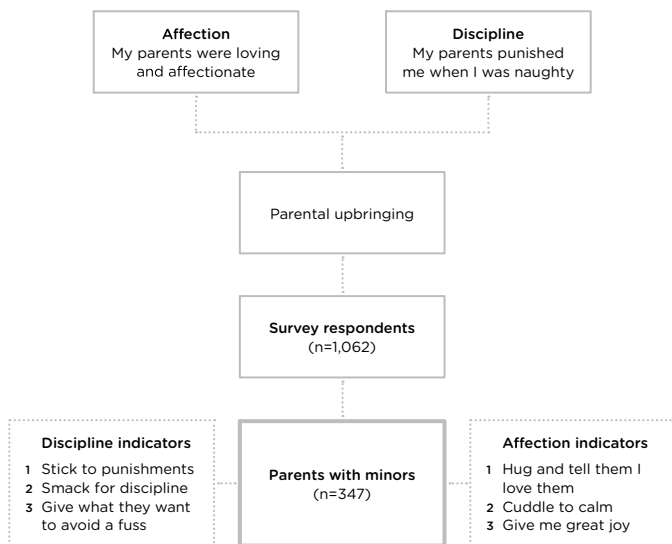 Affection
My parents were loving
and affectionate
Discipline
My parents punished
me when I was naughty
Parental upbringing
Survey respondents
(n=1,062)
Discipline indicators
1 Stick to punishments
2 Smack for discipline
3 Give what they want
to avoid a fuss
Parents with minors
(n=347)
Affection indicators
1 Hug and tell them I
love them
2 Cuddle to calm
3 Give me great joy